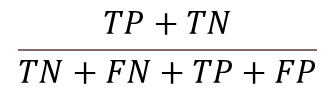 TP + TN
TN + FN + TP + FP